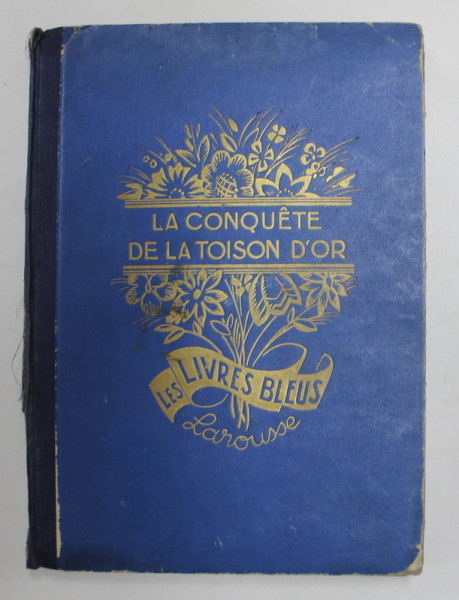 LA CONQUÊTE
DE LA TOISON D'OR
LES LIVRES BLEUS
Larousse